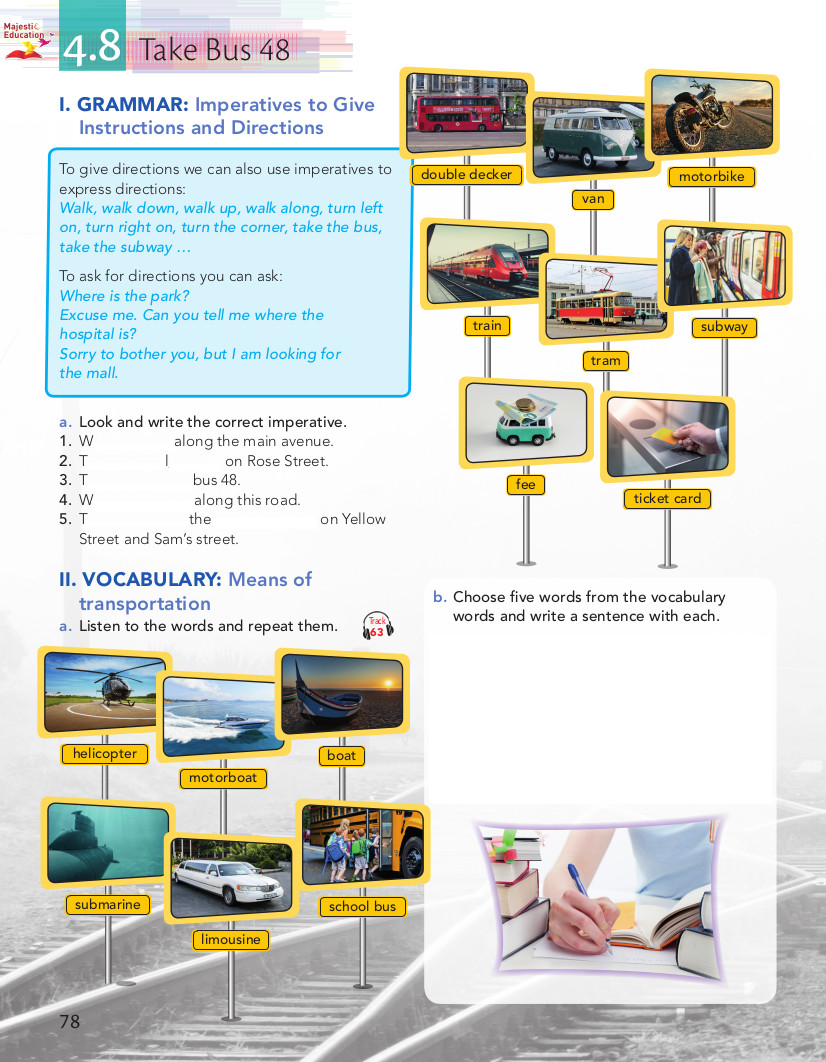 Majestic
Education
4.8 Take Bus 48
I. GRAMMAR: Imperatives to Give
Instructions and Directions
To give directions we can also use imperatives to
express directions:
Walk, walk down, walk up, walk along, turn left
on, turn right on, turn the corner, take the bus,
take the subway ...
To ask for directions you can ask:
Where is the park?
Excuse me. Can you tell me where the
hospital is?
Sorry to bother you, but I am looking for
the mall.
a. Look and write the correct imperative.
1. W along the main avenue.
2. T l on Rose Street.
3. T bus 48.
4. W along this road.
5. T the on Yellow
Street and Sam's street.
double decker
van
motorbike
train
tram
subway
fee
ticket card
II. VOCABULARY: Means of
transportation
a. Listen to the words and repeat them.
Track
63
helicopter
motorboat
boat
submarine
limousine
school bus
b. Choose five words from the vocabulary
words and write a sentence with each.
78